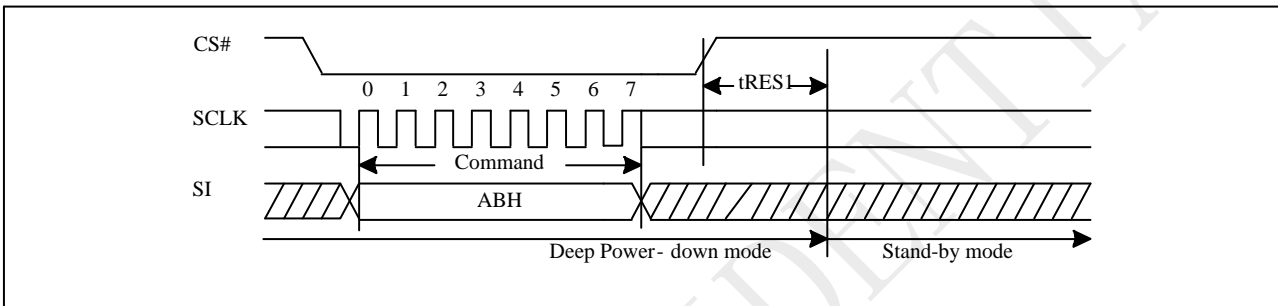 CS#
tRES1
0 1 2 3 4 5 6 7
SCLK
Command
SI
ABH
Deep Power- down mode Stand-by mode